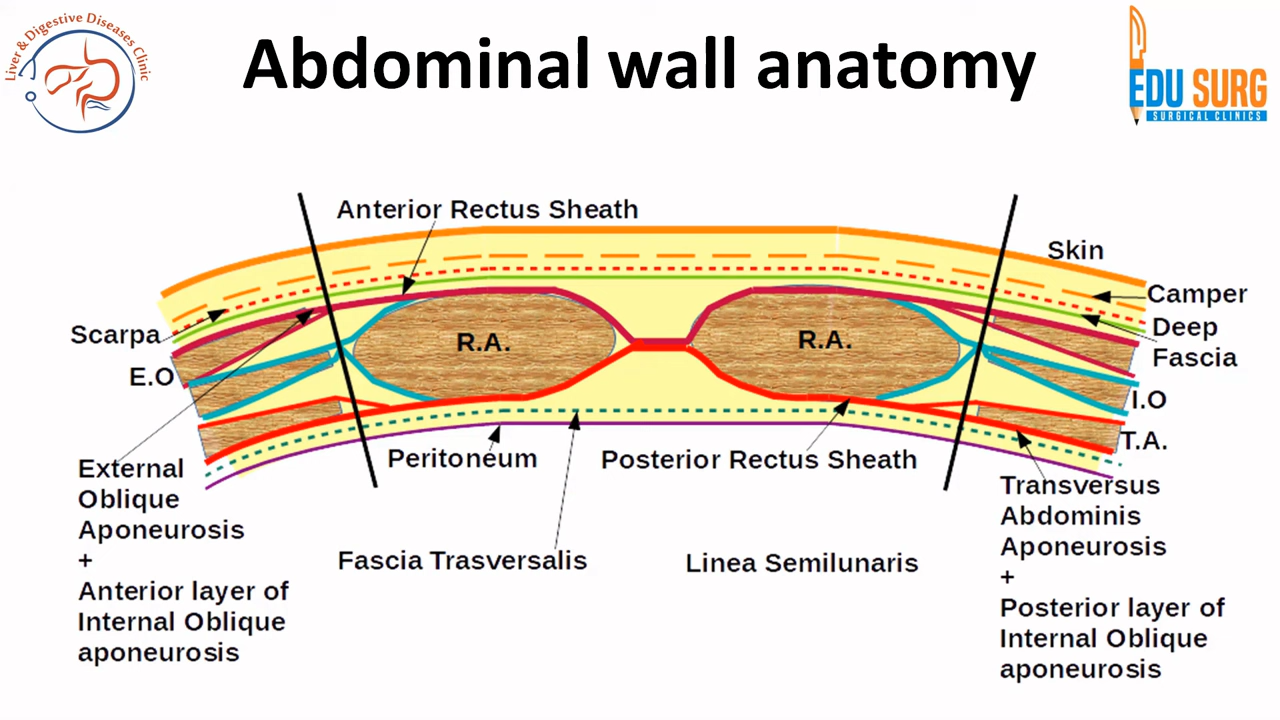 Liver & Digestive Diseases Clinic
Abdominal wall anatomy
EDU SURG
SURGICAL CLINICS
Anterior Rectus Sheath
Skin
Camper
Scarpa
Deep
Fascia
R.A.
R.A.
E.O
I.O
T.A.
External
Oblique
Aponeurosis
+
Anterior layer of
Internal Oblique
aponeurosis
Peritoneum
Posterior Rectus Sheath
Fascia Trasversalis
Linea Semilunaris
Transversus
Abdominis
Aponeurosis
+
Posterior layer of
Internal Oblique
aponeurosis